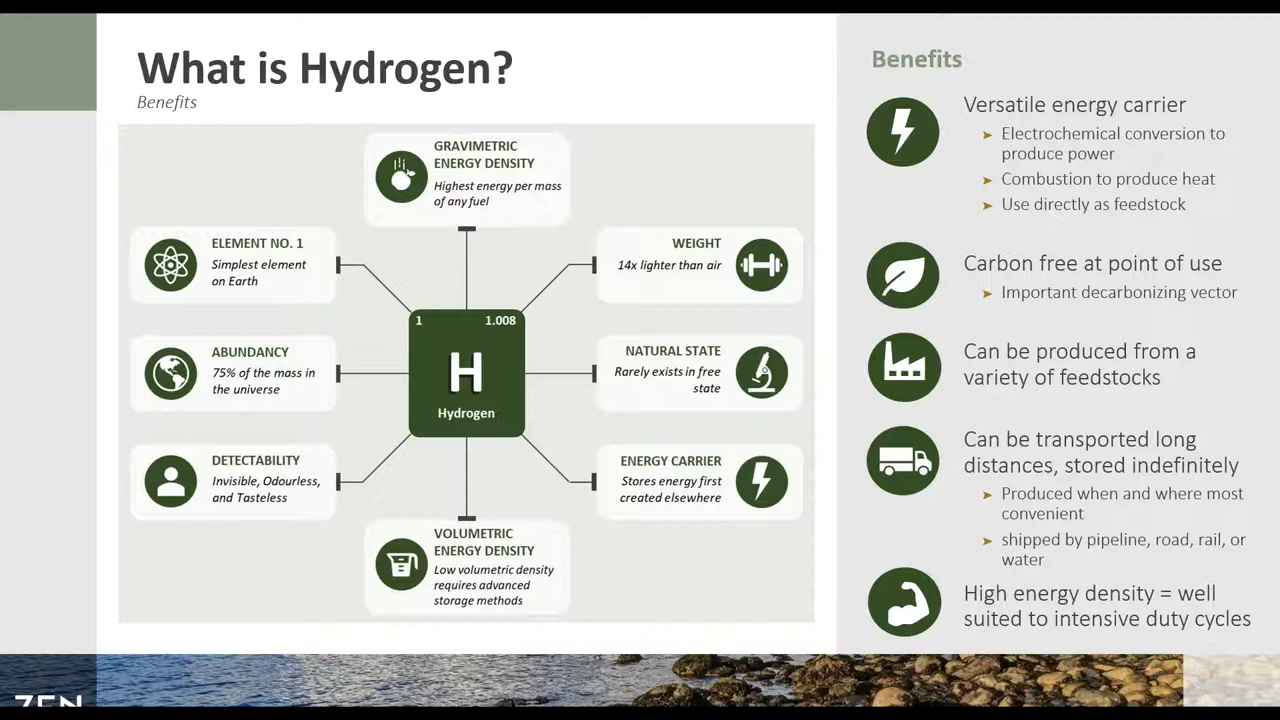 What is Hydrogen?
Benefits
GRAVIMETRIC
ENERGY DENSITY
Highest energy per mass
of any fuel
ELEMENT NO. 1
Simplest element
on Earth
WEIGHT
14x lighter than air
1 1.008
H
Hydrogen
ABUNDANCY
75% of the mass in
the universe
NATURAL STATE
Rarely exists in free
state
DETECTABILITY
Invisible, Odourless,
and Tasteless
ENERGY CARRIER
Stores energy first
created elsewhere
VOLUMETRIC
ENERGY DENSITY
Low volumetric density
requires advanced
storage methods
Benefits
Versatile energy carrier
➤ Electrochemical conversion to
produce power
➤ Combustion to produce heat
➤ Use directly as feedstock
Carbon free at point of use
➤ Important decarbonizing vector
Can be produced from a
variety of feedstocks
Can be transported long
distances, stored indefinitely
➤ Produced when and where most
convenient
➤ shipped by pipeline, road, rail, or
water
High energy density = well
suited to intensive duty cycles
ZEN